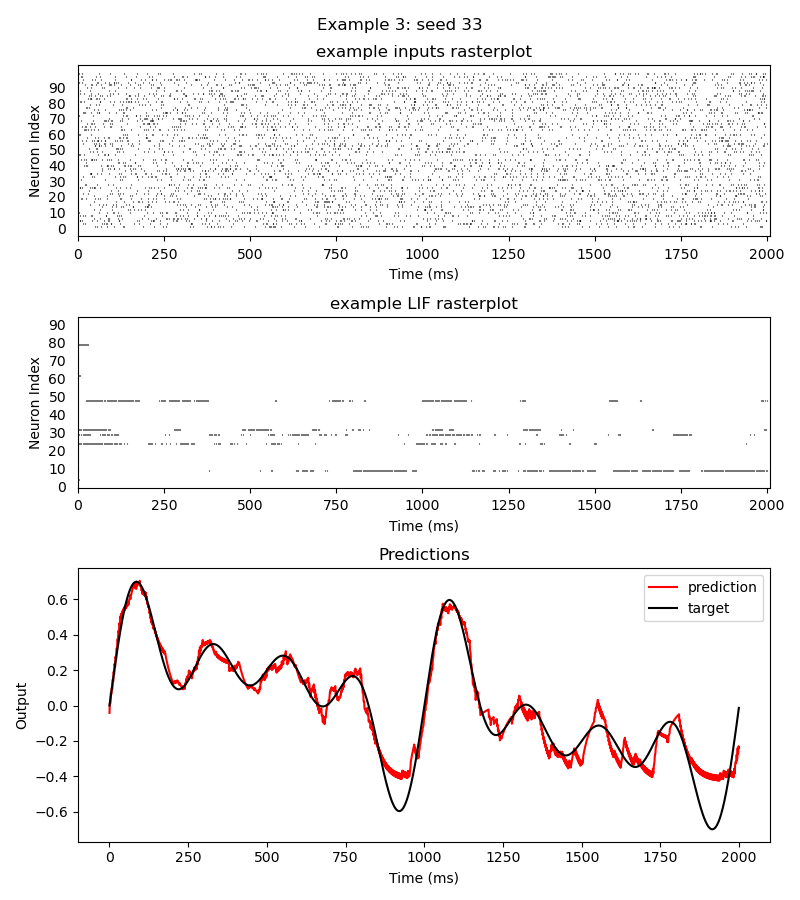 Example 3: seed 33
example inputs rasterplot
Neuron Index
90
80
70
60
50
40
30
20
10
0
0 250 500 750 1000 1250 1500 1750 2000
Time (ms)
example LIF rasterplot
Neuron Index
90
80
70
60
50
40
30
20
10
0
0 250 500 750 1000 1250 1500 1750 2000
Time (ms)
Predictions
Output
0.6
0.4
0.2
0.0
−0.2
−0.4
−0.6
prediction
target
0 250 500 750 1000 1250 1500 1750 2000
Time (ms)